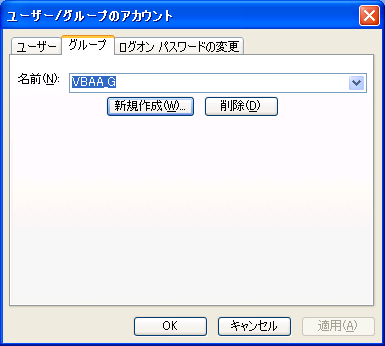 ユーザー/グループのアカウント
ユーザー グループ ログオン パスワードの変更
名前(N): VBAA G
新規作成(W)... 削除(D)
OK キャンセル 適用(A)